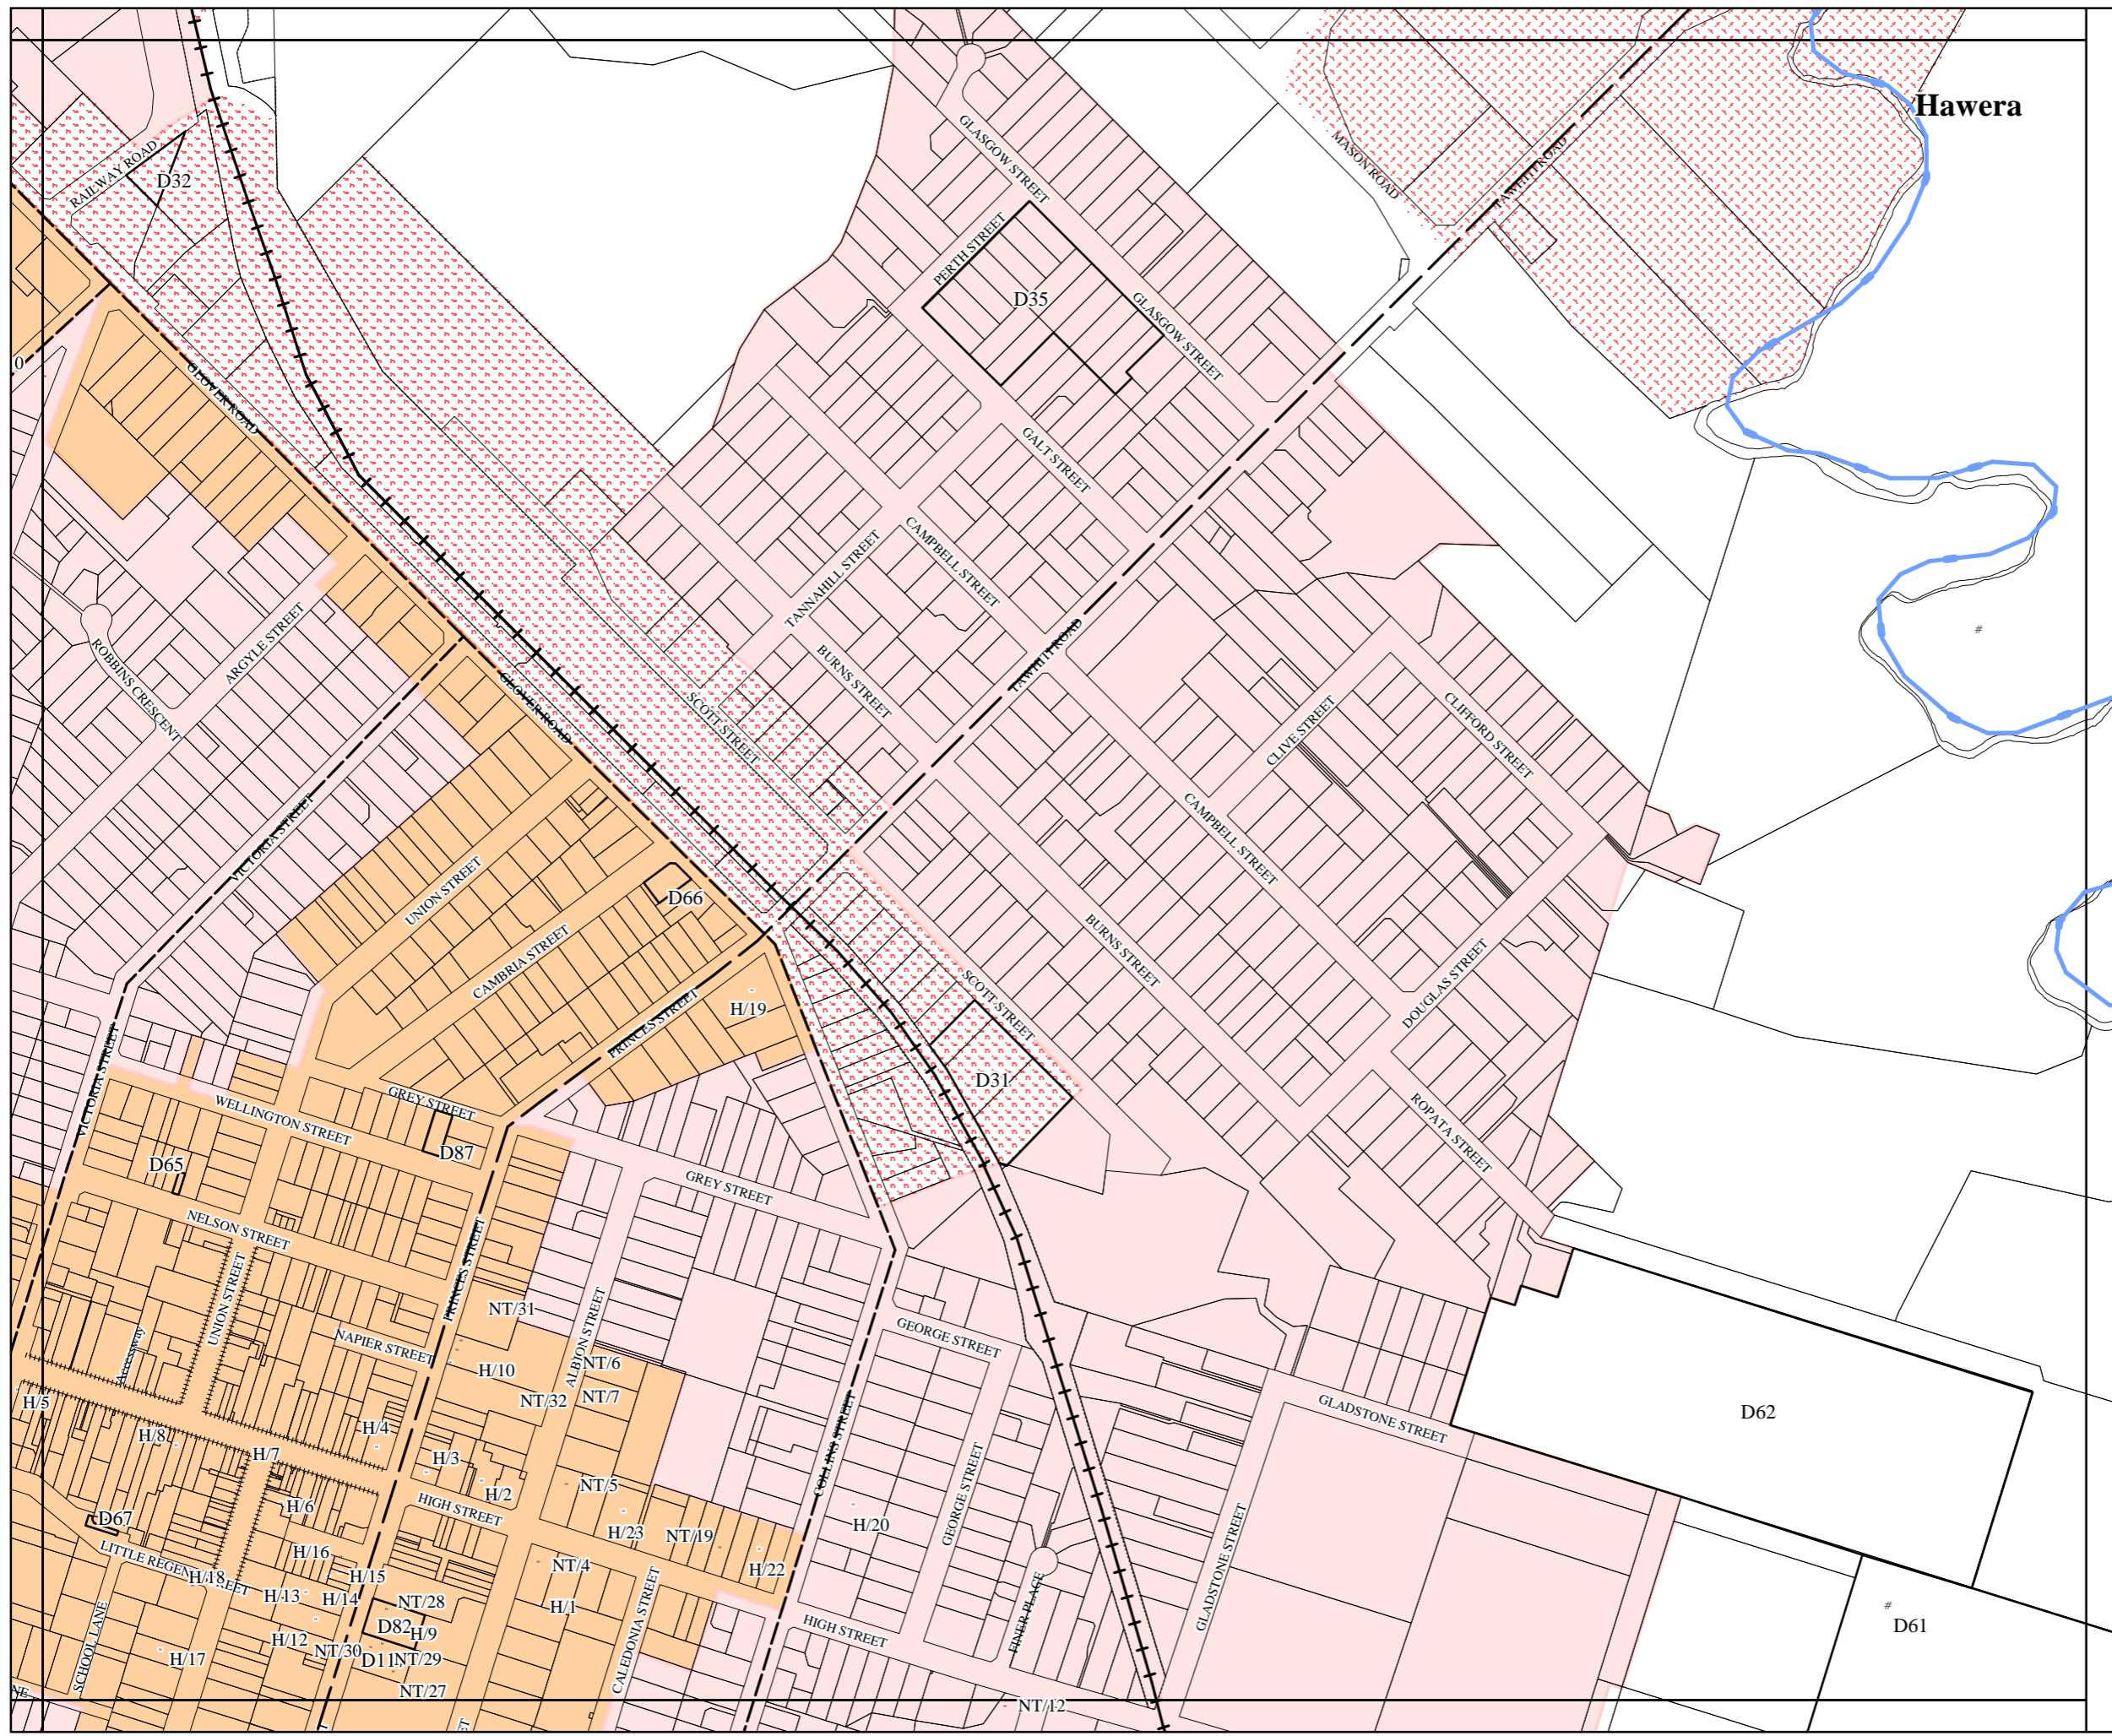 Hawera
GLASGOW STREET
MASON ROAD
TAWHITI ROAD
RAILWAY ROAD
D32
PERTH STREET
D35
GLASGOW STREET
0
GLOVER ROAD
GALT STREET
CAMPBELL STREET
TANNAHILL STREET
ARGYLE STREET
ROBBINS CRESCENT
#
TAWHITI ROAD
BURNS STREET
GLOVER ROAD
SCOTT STREET
CLIVE STREET
CLIFFORD STREET
VICTORIA STREET
CAMPBELL STREET
UNION STREET
D66
CAMBRIA STREET
BURNS STREET
DOUGLAS STREET
SCOTT STREET
H/19
PRINCES STREET
VICTORIA STREET
D31
GREY STREET
WELLINGTON STREET
D87
ROPATA STREET
D65
GREY STREET
NELSON STREET
UNION STREET
PRINCES STREET
NT/31
NAPIER STREET
Accessway
ALBION STREET
GEORGE STREET
NT/6
H/10
NT/7
NT/32
H/5
GLADSTONE STREET
D62
H/4
H/8
H/7
H/3
COLLINS STREET
GEORGE STREET
NT/5
H/2
H/6
HIGH STREET
D67
H/20
H/23
NT/19
LITTLE REGENT STREET
H/16
NT/4
H/22
GLADSTONE STREET
H/18
H/15
H/13
H/14
NT/28
H/1
#
D61
D82
H/9
HIGH STREET
FINER PLACE
CALEDONIA STREET
SCHOOL LANE
H/12
NT/30
D11
NT/29
H/17
NT/27
NE
NT/12